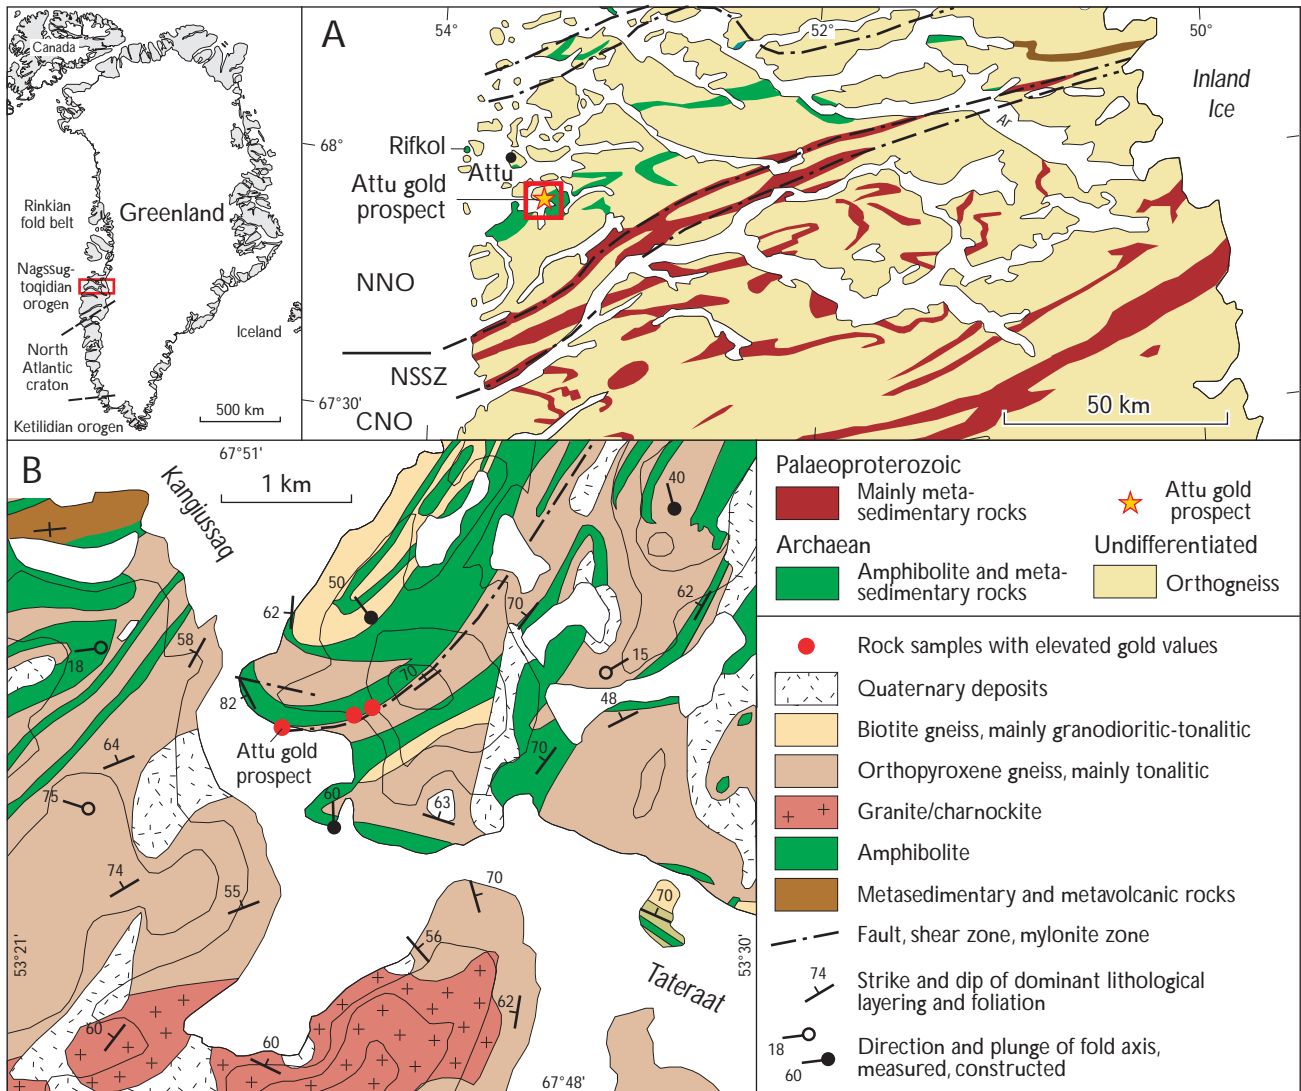 Canada
Greenland
Rinkian
fold belt
Nagssug-
toqidian
orogen
Iceland
North
Atlantic
craton
500 km
Ketilidian orogen
A
54°
52°
50°
Inland
Ice
Ar
68°
Rifkol
Attu
Attu gold
prospect
NNO
NSSZ
67°30'
CNO
50 km
B
67°51'
Kangiussaq
1 km
40
50
62
62
70
58
18
15
70
82
48
Attu gold
prospect
64
70
75
60
63
74
55
70
70
56
53°21'
53°30'
Tateraat
62
60
60
67°48'
Palaeoproterozoic
Mainly meta-
sedimentary rocks
Attu gold
prospect
Archaean
Undifferentiated
Amphibolite and meta-
sedimentary rocks
Orthogneiss
Rock samples with elevated gold values
Quaternary deposits
Biotite gneiss, mainly granodioritic-tonalitic
Orthopyroxene gneiss, mainly tonalitic
Granite/charnockite
Amphibolite
Metasedimentary and metavolcanic rocks
Fault, shear zone, mylonite zone
74
Strike and dip of dominant lithological
layering and foliation
18
60
Direction and plunge of fold axis,
measured, constructed